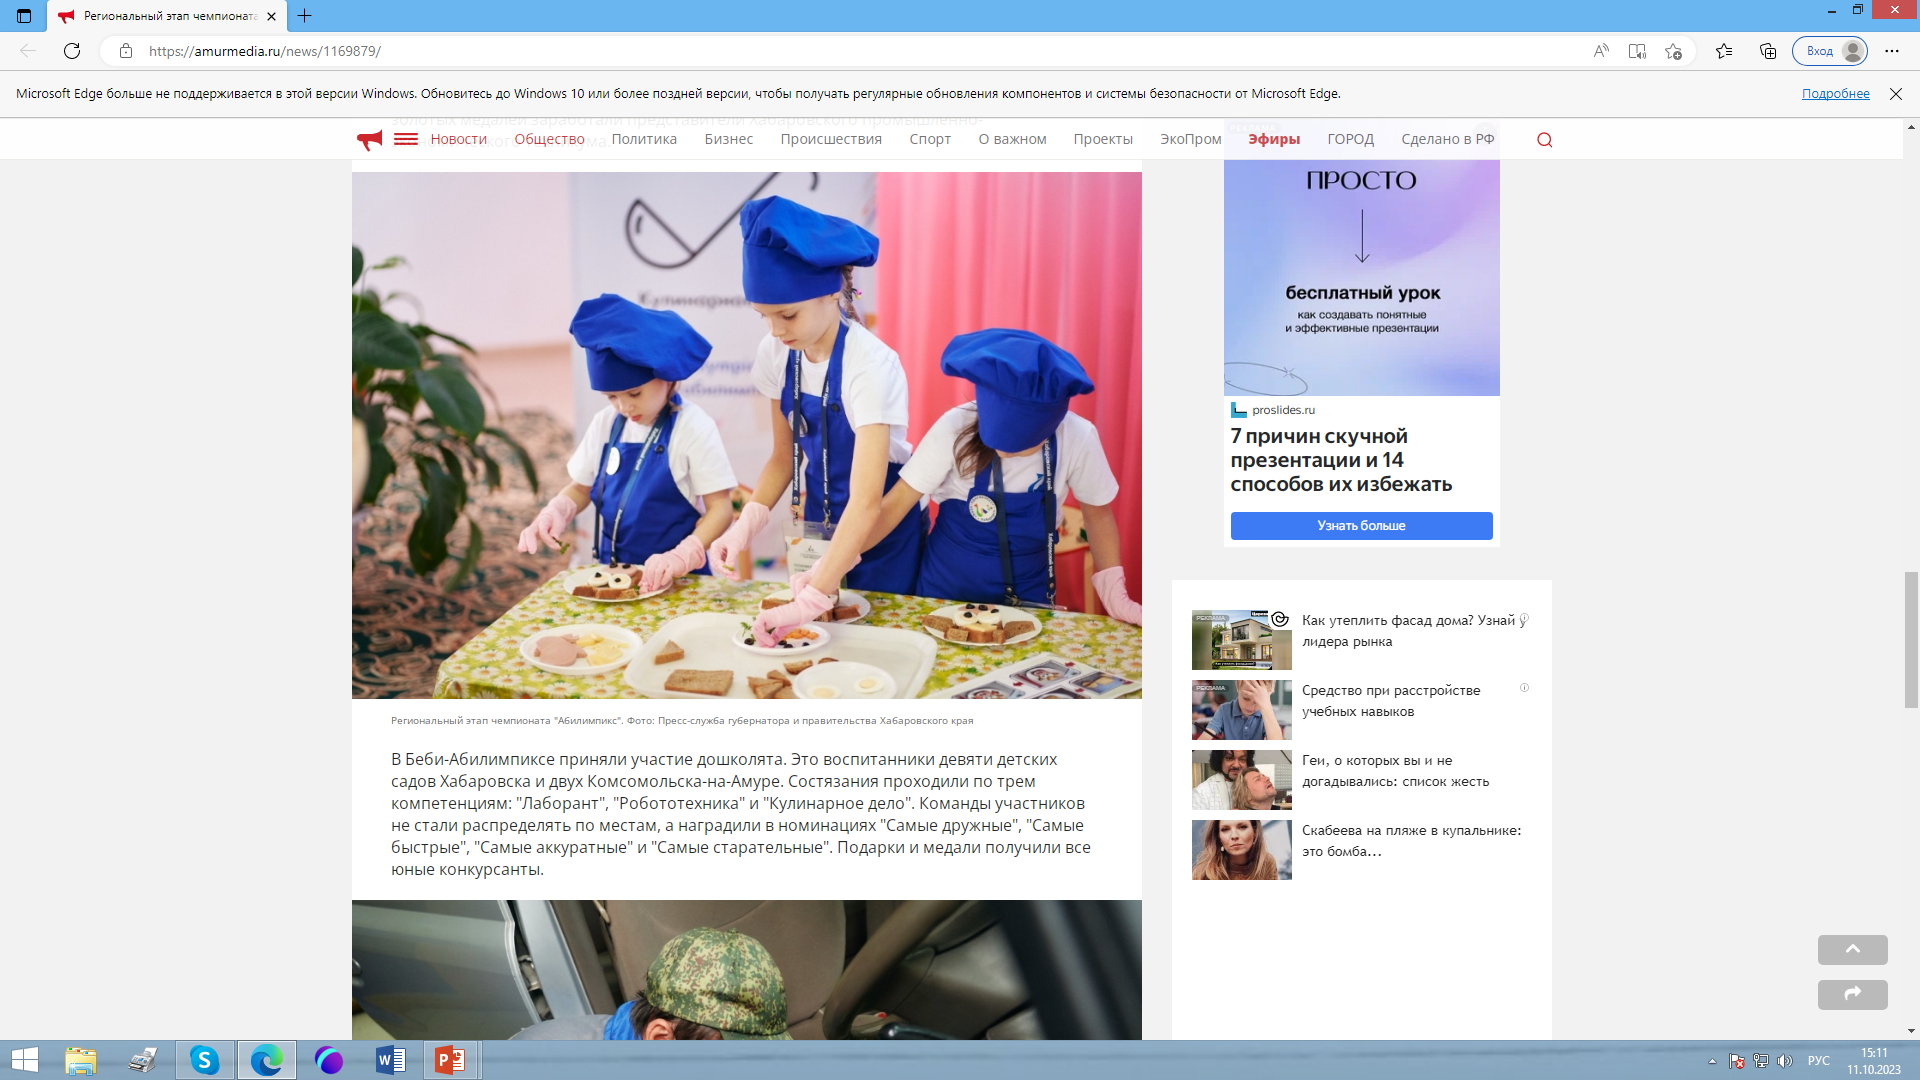 Региональный этап чемпионата
https://amurmedia.ru/news/1169879/
Вход
Microsoft Edge больше не поддерживается в этой версии Windows. Обновитесь до Windows 10 или более поздней версии, чтобы получать регулярные обновления компонентов и системы безопасности от Microsoft Edge.
Подробнее
золотых медалей заработали представители Хабаровского промышленно-
Новости Общество Политика Бизнес Происшествия Спорт О важном Проекты ЭкоПром Эфиры ГОРОД Сделано в РФ
ПРОСТО
бесплатный урок
как создавать понятные
и эффективные презентации
proslides.ru
7 причин скучной
презентации и 14
способов их избежать
Узнать больше
Региональный этап чемпионата "Абилимпикс". Фото: Пресс-служба губернатора и правительства Хабаровского края
В Беби-Абилимпиксе приняли участие дошколята. Это воспитанники девяти детских
садов Хабаровска и двух Комсомольска-на-Амуре. Состязания проходили по трем
компетенциям: "Лаборант", "Робототехника" и "Кулинарное дело". Команды участников
не стали распределять по местам, а наградили в номинациях "Самые дружные", "Самые
быстрые", "Самые аккуратные" и "Самые старательные". Подарки и медали получили все
юные конкурсанты.
РЕКЛАМА
Как утеплить фасад дома? Узнай у
лидера рынка
РЕКЛАМА
Средство при расстройстве
учебных навыков
Геи, о которых вы и не
догадывались: список жесть
Скабеева на пляже в купальнике:
это бомба...
РУС
15:11
11.10.2023